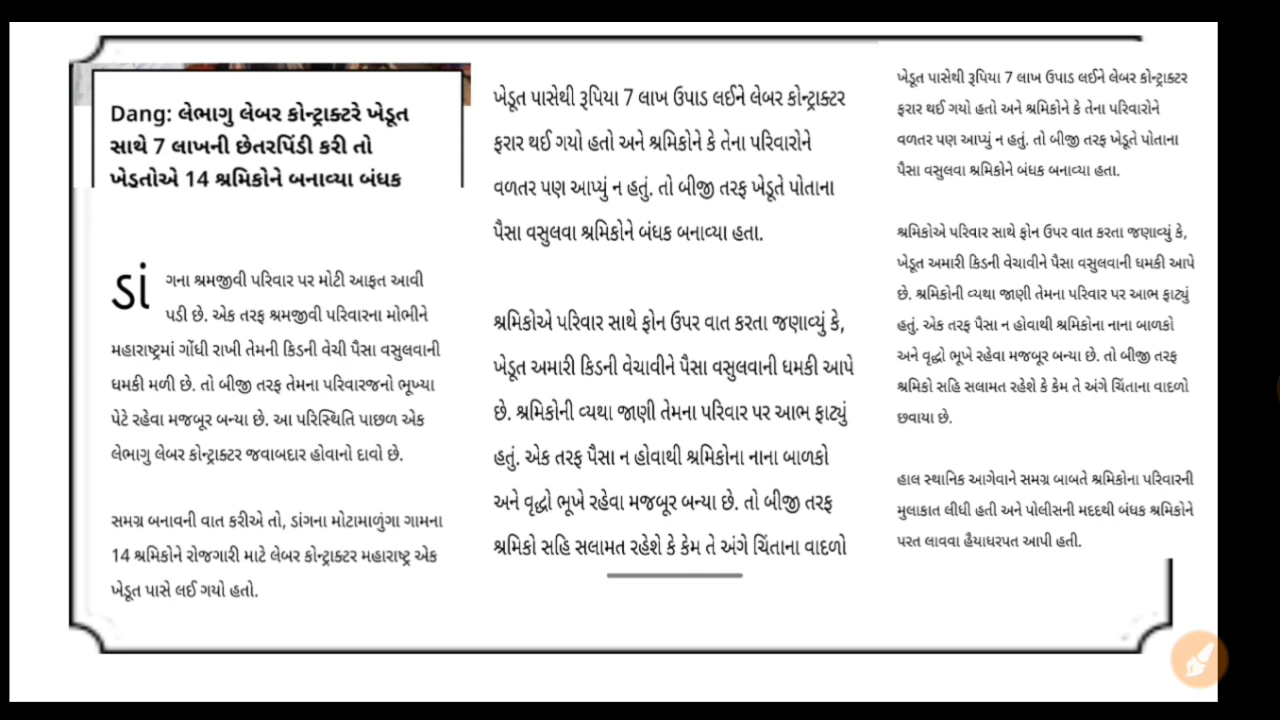 Dang: લેભાગુ લેબર કોન્ટ્રાક્ટરે ખેડૂત
સાથે 7 લાખની છેતરપિંડી કરી તો
ખેડૂતોએ 14 શ્રમિકોને બનાવ્યા બંધક
ડાંગના શ્રમજીવી પરિવાર પર મોટી આફત આવી
પડી છે. એક તરફ શ્રમજીવી પરિવારના મોભીને
મહારાષ્ટ્રમાં ગોંધી રાખી તેમની કિડની વેચી પૈસા વસુલવાની
ધમકી મળી છે. તો બીજી તરફ તેમના પરિવારજનો ભૂખ્યા
પેટે રહેવા મજબૂર બન્યા છે. આ પરિસ્થિતિ પાછળ એક
લેભાગુ લેબર કોન્ટ્રાક્ટર જવાબદાર હોવાનો દાવો છે.
સમગ્ર બનાવની વાત કરીએ તો, ડાંગના મોટામાળુંગા ગામના
14 શ્રમિકોને રોજગારી માટે લેબર કોન્ટ્રાક્ટર મહારાષ્ટ્ર એક
ખેડૂત પાસે લઈ ગયો હતો.
ખેડૂત પાસેથી રૂપિયા 7 લાખ ઉપાડ લઈને લેબર કોન્ટ્રાક્ટર
ફરાર થઈ ગયો હતો અને શ્રમિકોને કે તેના પરિવારોને
વળતર પણ આપ્યું ન હતું. તો બીજી તરફ ખેડૂતે પોતાના
પૈસા વસુલવા શ્રમિકોને બંધક બનાવ્યા હતા.
શ્રમિકોએ પરિવાર સાથે ફોન ઉપર વાત કરતા જણાવ્યું કે,
ખેડૂત અમારી કિડની વેચાવીને પૈસા વસુલવાની ધમકી આપે
છે. શ્રમિકોની વ્યથા જાણી તેમના પરિવાર પર આભ ફાટ્યું
હતું. એક તરફ પૈસા ન હોવાથી શ્રમિકોના નાના બાળકો
અને વૃદ્ધો ભૂખે રહેવા મજબૂર બન્યા છે. તો બીજી તરફ
શ્રમિકો સહિ સલામત રહેશે કે કેમ તે અંગે ચિંતાના વાદળો
ખેડૂત પાસેથી રૂપિયા 7 લાખ ઉપાડ લઈને લેબર કોન્ટ્રાક્ટર
ફરાર થઈ ગયો હતો અને શ્રમિકોને કે તેના પરિવારોને
વળતર પણ આપ્યું ન હતું. તો બીજી તરફ ખેડૂતે પોતાના
પૈસા વસુલવા શ્રમિકોને બંધક બનાવ્યા હતા.
શ્રમિકોએ પરિવાર સાથે ફોન ઉપર વાત કરતા જણાવ્યું કે,
ખેડૂત અમારી કિડની વેચાવીને પૈસા વસુલવાની ધમકી આપે
છે. શ્રમિકોની વ્યથા જાણી તેમના પરિવાર પર આભ ફાટ્યું
હતું. એક તરફ પૈસા ન હોવાથી શ્રમિકોના નાના બાળકો
અને વૃદ્ધો ભૂખે રહેવા મજબૂર બન્યા છે. તો બીજી તરફ
શ્રમિકો સહિ સલામત રહેશે કે કેમ તે અંગે ચિંતાના વાદળો
છવાયા છે.
હાલ સ્થાનિક આગેવાને સમગ્ર બાબતે શ્રમિકોના પરિવારની
મુલાકાત લીધી હતી અને પોલીસની મદદથી બંધક શ્રમિકોને
પરત લાવવા હૈયાધરપત આપી હતી.